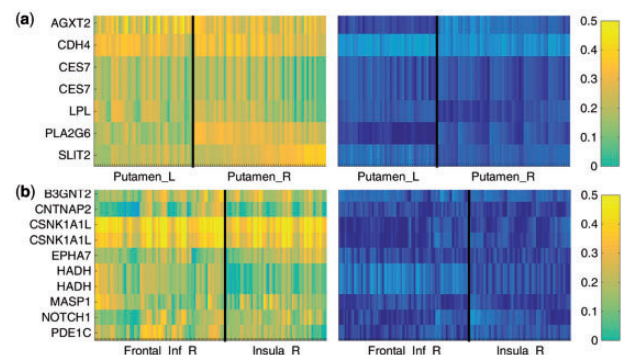 (a)
AGXT2
CDH4
CES7
CES7
LPL
PLA2G6
SLIT2
Putamen_L Putamen_R Putamen_L Putamen_R
0.5
0.4
0.3
0.2
0.1
0
(b)
B3GNT2
CNTNAP2
CSNK1A1L
CSNK1A1L
EPHA7
HADH
HADH
MASP1
NOTCH1
PDE1C
Frontal_Inf_R Insula_R Frontal_Inf_R Insula_R
0.5
0.4
0.3
0.2
0.1
0